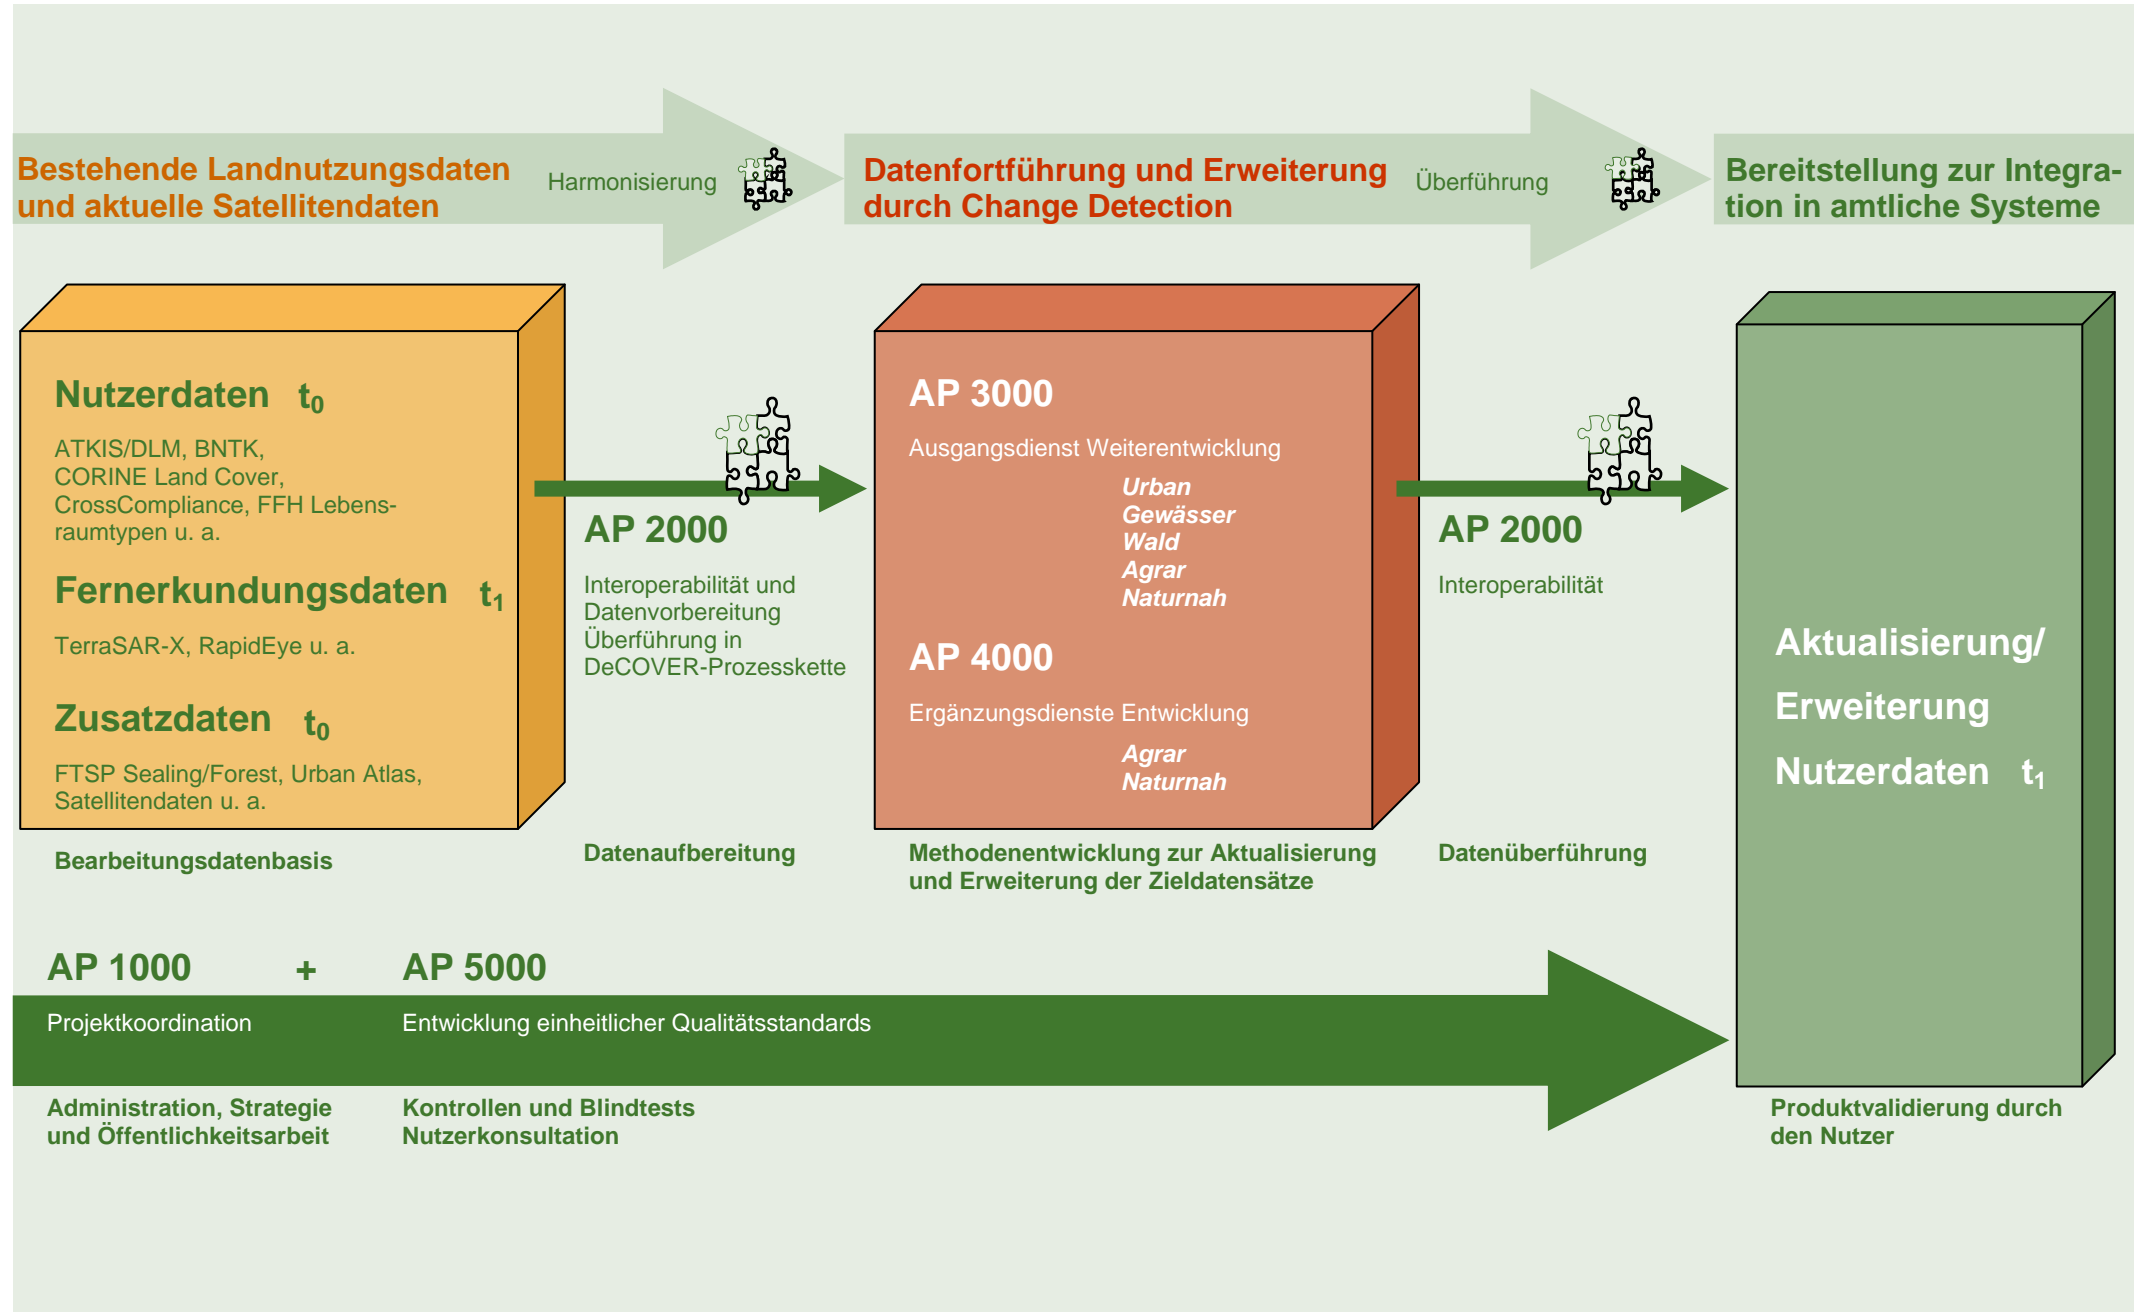 Bestehende Landnutzungsdaten
und aktuelle Satellitendaten
Harmonisierung
Datenfortführung und Erweiterung
durch Change Detection
Überführung
Bereitstellung zur Integra-
tion in amtliche Systeme
Nutzerdaten t0
ATKIS/DLM, BNTK,
CORINE Land Cover,
CrossCompliance, FFH Lebens-
raumtypen u. a.
Fernerkundungsdaten t1
TerraSAR-X, RapidEye u. a.
Zusatzdaten t0
FTSP Sealing/Forest, Urban Atlas,
Satellitendaten u. a.
Bearbeitungsdatenbasis
AP 2000
Interoperabilität und
Datenvorbereitung
Überführung in
DeCOVER-Prozesskette
Datenaufbereitung
AP 3000
Ausgangsdienst Weiterentwicklung
Urban
Gewässer
Wald
Agrar
Naturnah
AP 4000
Ergänzungsdienste Entwicklung
Agrar
Naturnah
Methodenentwicklung zur Aktualisierung
und Erweiterung der Zieldatensätze
AP 2000
Interoperabilität
Datenüberführung
Aktualisierung/
Erweiterung
Nutzerdaten t1
Produktvalidierung durch
den Nutzer
AP 1000 + AP 5000
Projektkoordination
Entwicklung einheitlicher Qualitätsstandards
Administration, Strategie
und Öffentlichkeitsarbeit
Kontrollen und Blindtests
Nutzerkonsultation